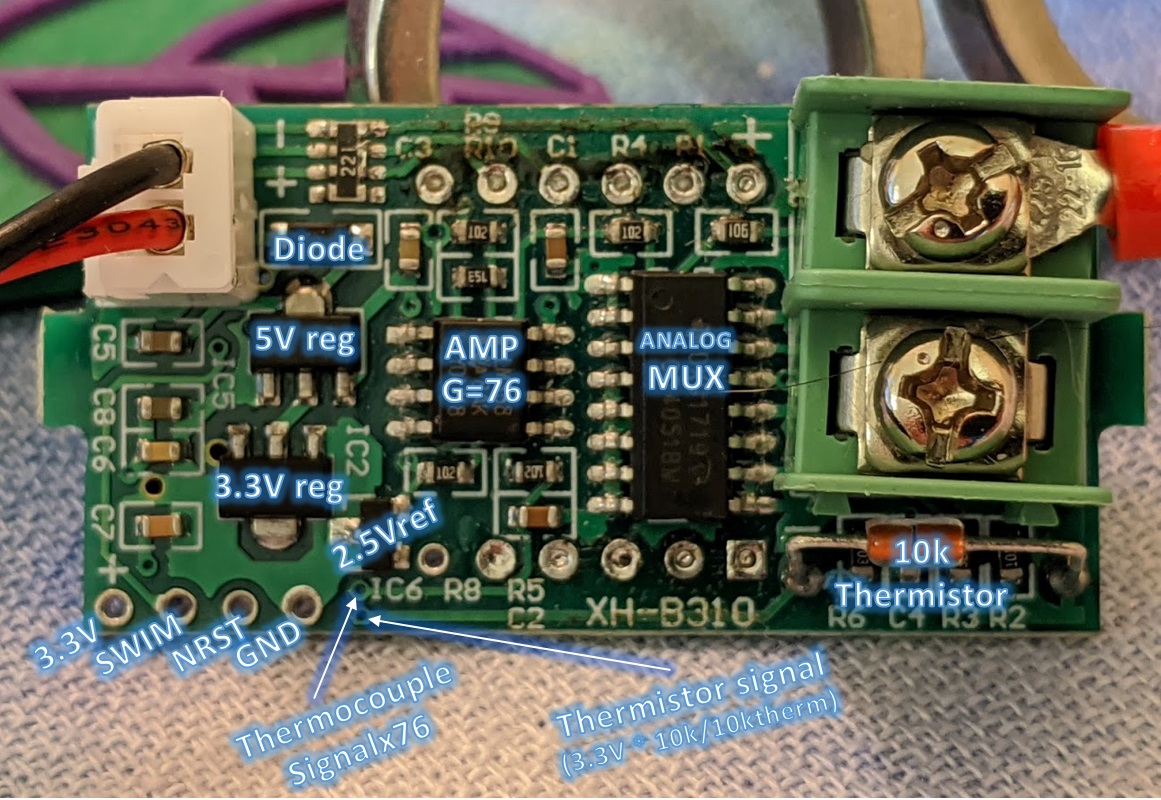 −
+
221
C3
R9
R10
C1
R4
R1
+
23043
Diode
102
102
106
C5
5V reg
IC5
AMP
G=76
ANALOG
MUX
C8
C6
IC2
3.3V reg
102
C7
2.5Vref
−
10k
Thermistor
+
IC6 R8 R5
C2
XH-B310
R6 C4 R3 R2
3.3V
SWIM
NRST
GND
Thermocouple
Signalx76
Thermistor signal
(3.3V * 10k/10ktherm)